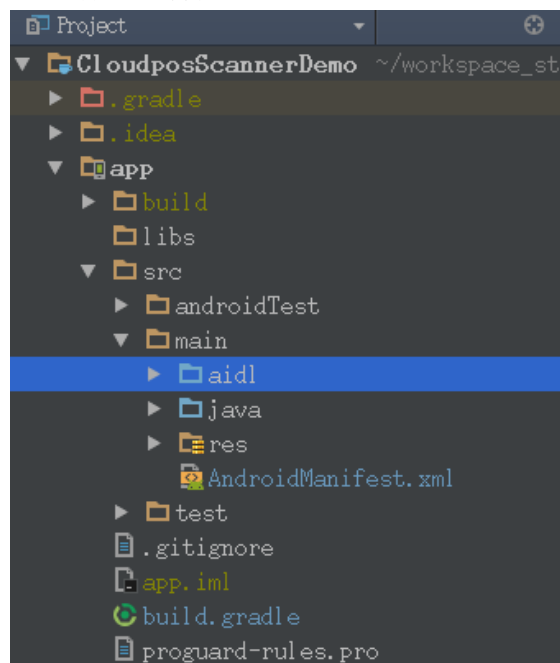 Project
CloudposScannerDemo ~/workspace_st
.gradle
.idea
app
build
libs
src
androidTest
main
aidl
java
res
AndroidManifest.xml
test
.gitignore
app.iml
build.gradle
proguard-rules.pro